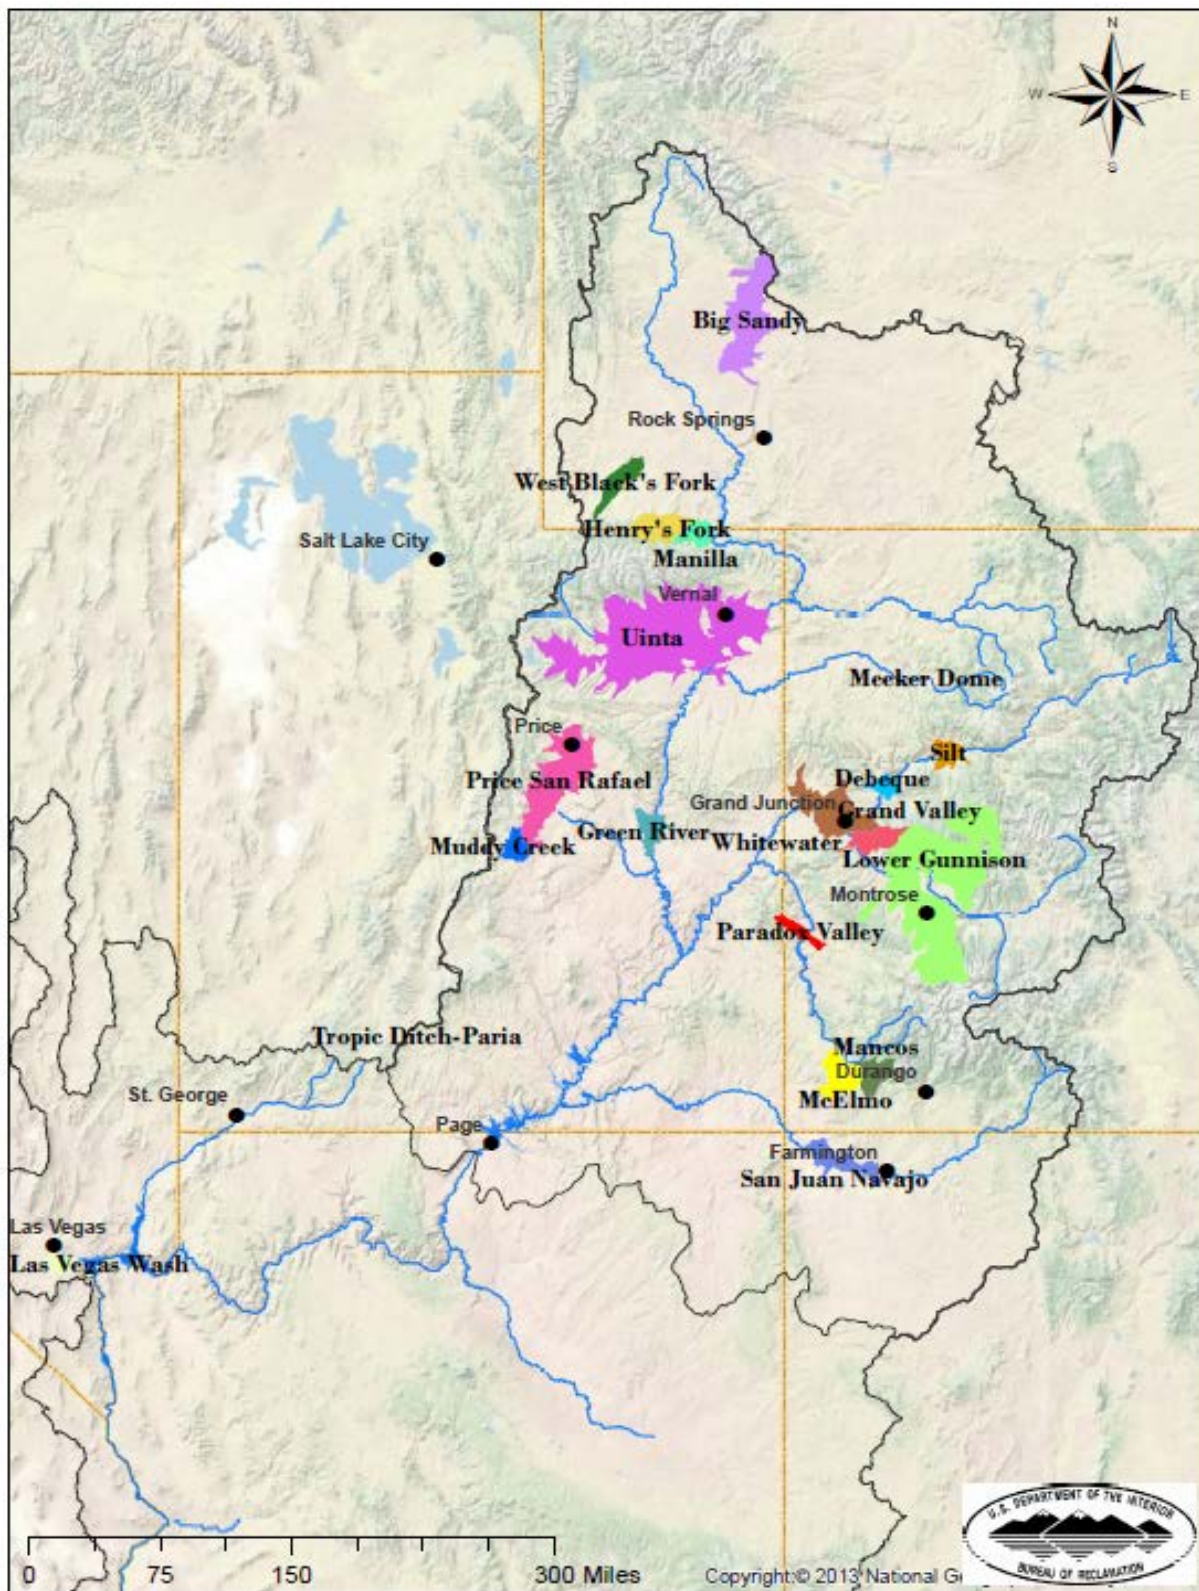 N
W
E
S
Big Sandy
Rock Springs
West Black's Fork
Henry's Fork
Salt Lake City
Manilla
Vernal
Uinta
Meeker Dome
Price
Silt
Price San Rafael
Debeque
Grand Junction
Grand Valley
Green River
Whitewater
Muddy Creek
Lower Gunnison
Montrose
Paradox Valley
Tropic Ditch-Paria
Mancos
Durango
St. George
McElmo
Page
Farmington
San Juan Navajo
Las Vegas
Las Vegas Wash
U.S. DEPARTMENT OF THE INTERIOR
BUREAU OF RECLAMATION
0 75 150 300 Miles
Copyright:© 2013 National Ge